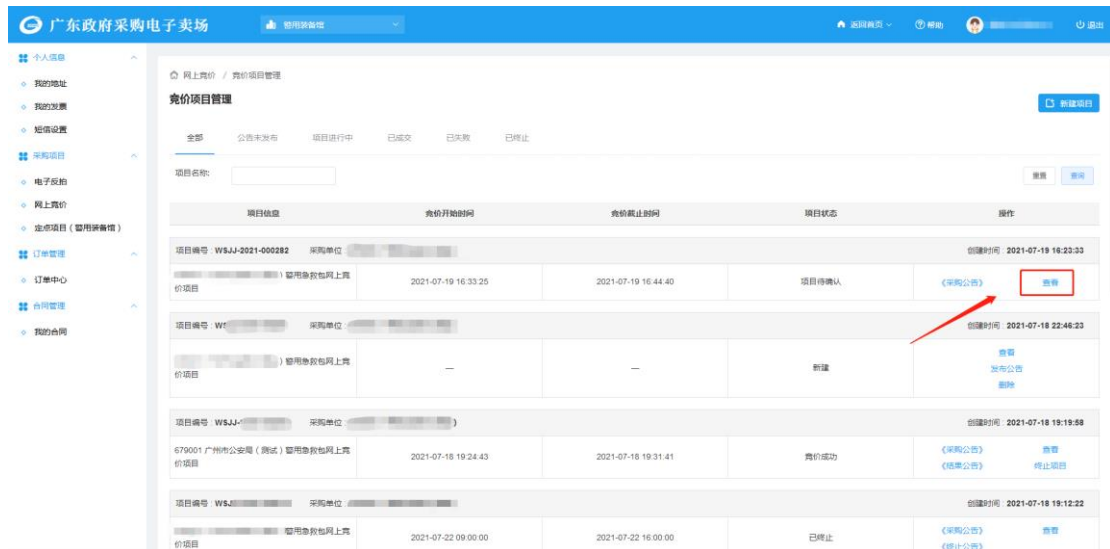 广东政府采购电子卖场 警用装备馆 返回首页 帮助 退出
个人信息
我的地址
我的发票
短信设置
采购项目
电子反拍
网上竞价
定点项目（警用装备馆）
订单管理
订单中心
合同管理
我的合同
网上竞价 / 竞价项目管理
竞价项目管理 新建项目
全部 公告未发布 项目进行中 已成交 已失败 已终止
项目名称: 重置 查询
项目信息 竞价开始时间 竞价截止时间 项目状态 操作
项目编号：WSJJ-2021-000282 采购单位： 创建时间：2021-07-19 16:23:33
）警用急救包网上竞 2021-07-19 16:33:25 2021-07-19 16:44:40 项目待确认 《采购公告》 查看
价项目
项目编号：WS 采购单位： 创建时间：2021-07-18 22:46:23
查看
）警用急救包网上竞 — — 新建 发布公告
价项目
删除
项目编号：WSJJ- 采购单位： ) 创建时间：2021-07-18 19:19:58
679001 广州市公安局（测试）警用急救包网上竞 2021-07-18 19:24:43 2021-07-18 19:31:41 竞价成功 《采购公告》 查看
价项目 《结果公告》 终止项目
项目编号：WSJ 采购单位： 创建时间：2021-07-18 19:12:22
警用急救包网上竞 2021-07-22 09:00:00 2021-07-22 16:00:00 已终止 《采购公告》 查看
价项目 《终止公告》